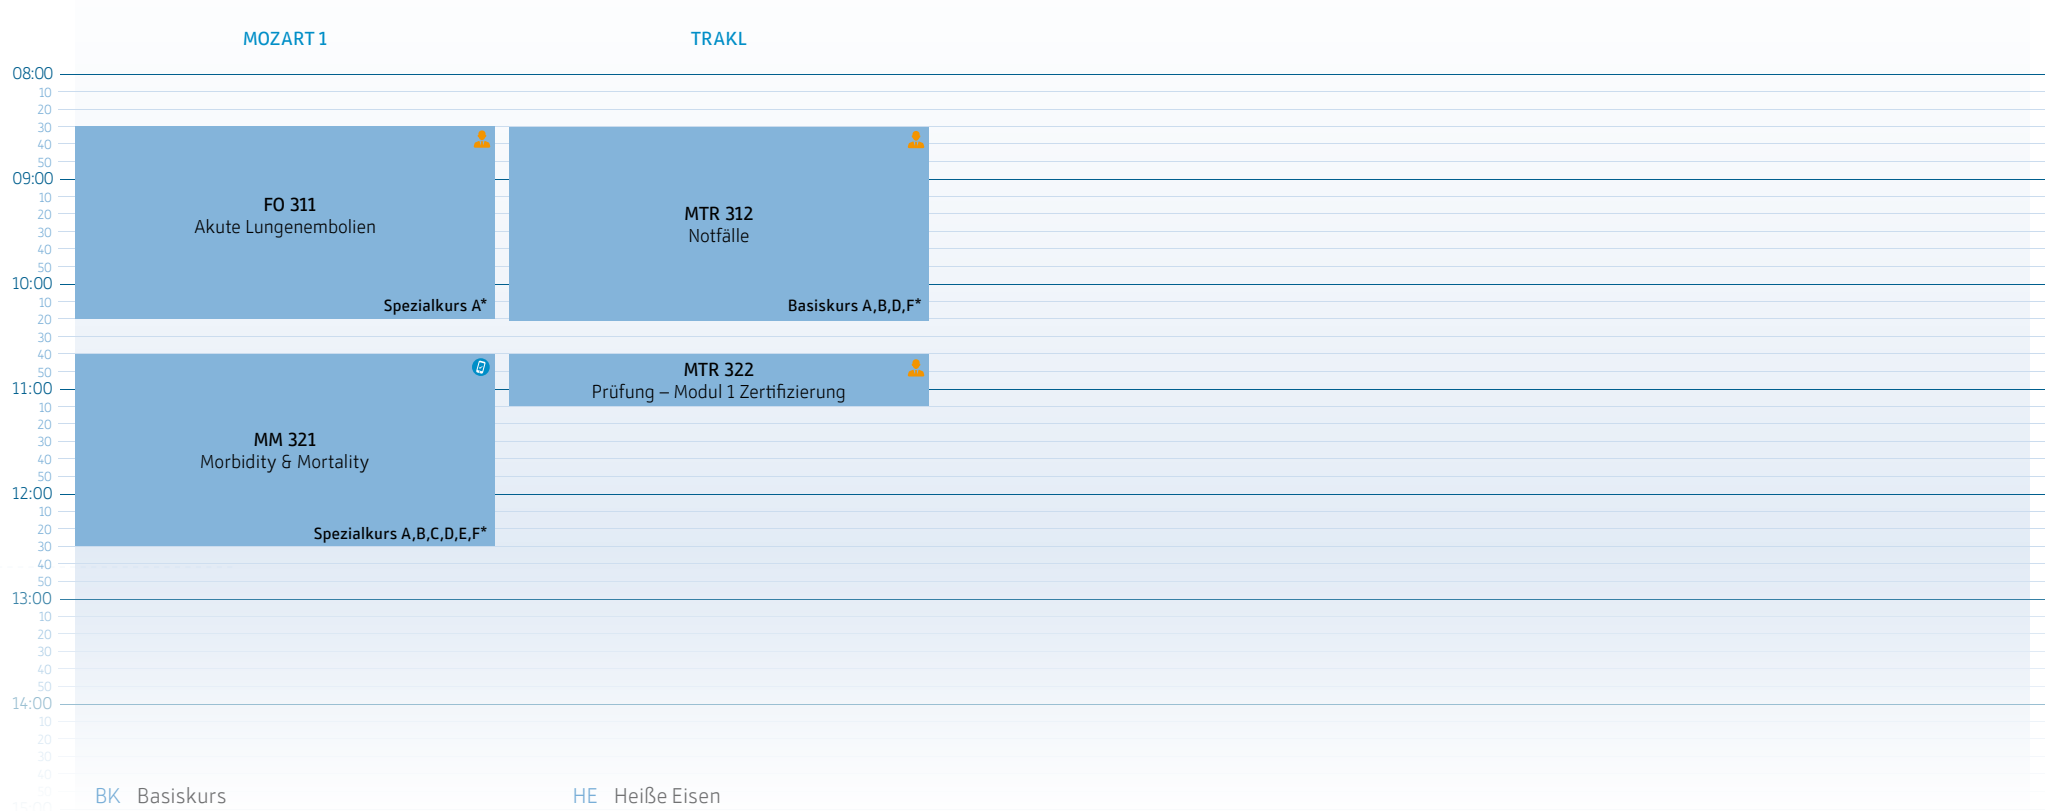 MOZART 1
TRAKL
08:00
10
20
30
40
50
09:00
10
20
30
40
50
10:00
10
20
30
40
50
11:00
10
20
30
40
50
12:00
10
20
30
40
50
13:00
10
20
30
40
50
14:00
10
20
30
40
50
15:00
FO 311
Akute Lungenembolien
Spezialkurs A*
MTR 312
Notfälle
Basiskurs A,B,D,F*
MM 321
Morbidity & Mortality
Spezialkurs A,B,C,D,E,F*
MTR 322
Prüfung – Modul 1 Zertifizierung
BK Basiskurs
HE Heiße Eisen